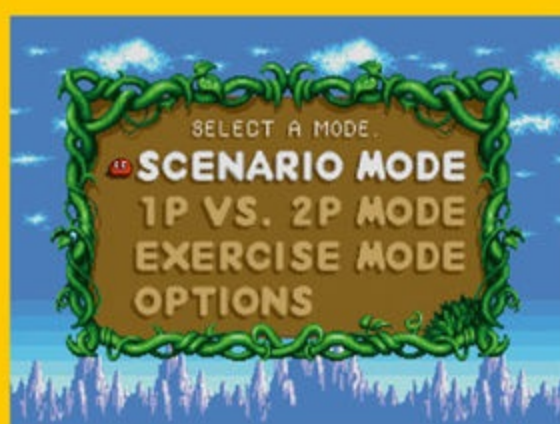 SELECT A MODE.
SCENARIO MODE
1P VS. 2P MODE
EXERCISE MODE
OPTIONS